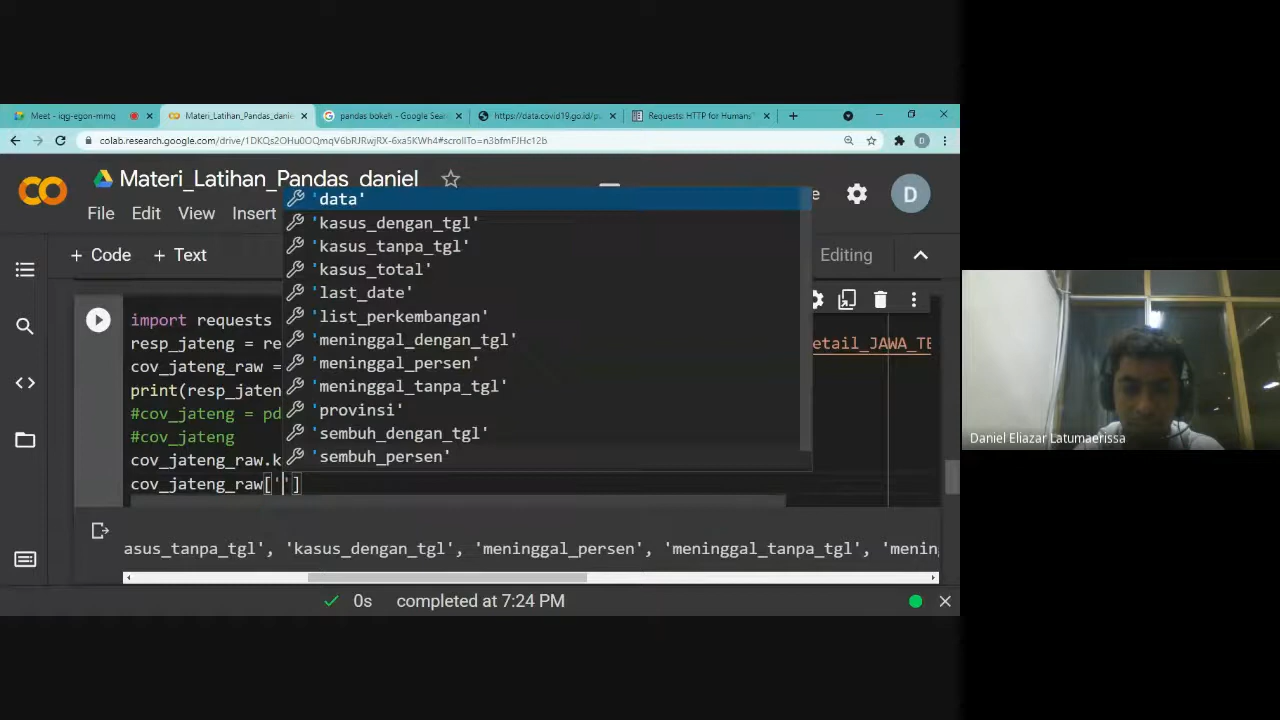 Meet - iqg-egon-mmq
Materi_Latihan_Pandas_danie
pandas bokeh - Google Sear
https://data.covid19.go.id/p
Requests: HTTP for Humans
colab.research.google.com/drive/1DKQs2OHu0OQmqV6bRJRwjRX-6xa5KWh4#scrollTo=n3bfmFJHc12b
D
Materi_Latihan_Pandas_daniel
D
File Edit View Insert
+ Code + Text
Editing
'data'
'kasus_dengan_tgl'
'kasus_tanpa_tgl'
'kasus_total'
'last_date'
'list_perkembangan'
'meninggal_dengan_tgl'
'meninggal_persen'
'meninggal_tanpa_tgl'
'provinsi'
'sembuh_dengan_tgl'
'sembuh_persen'
import requests
resp_jateng = re
etail_JAWA_TE
cov_jateng_raw =
print(resp_jaten
#cov_jateng = pd
#cov_jateng
cov_jateng_raw.k
cov_jateng_raw['']
asus_tanpa_tgl', 'kasus_dengan_tgl', 'meninggal_persen', 'meninggal_tanpa_tgl', 'mening
0s completed at 7:24 PM
Daniel Eliazar Latumaerissa